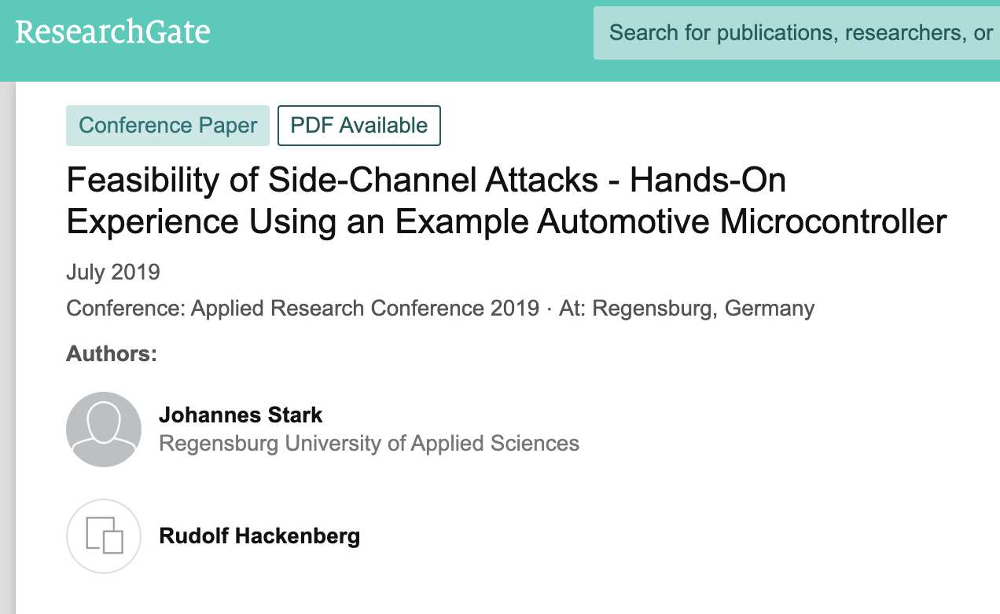 ResearchGate
Search for publications, researchers, or
Conference Paper
PDF Available
Feasibility of Side-Channel Attacks - Hands-On
Experience Using an Example Automotive Microcontroller
July 2019
Conference: Applied Research Conference 2019 · At: Regensburg, Germany
Authors:
Johannes Stark
Regensburg University of Applied Sciences
Rudolf Hackenberg